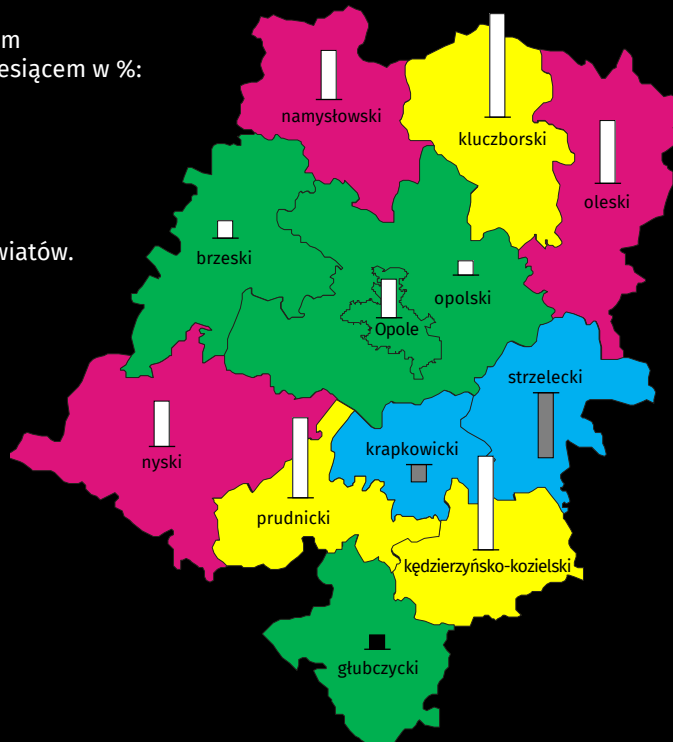 m
esiącem w %:
wiatów.
namysłowski
kluczborski
oleski
brzeski
opolski
Opole
strzelecki
krapkowicki
nyski
prudnicki
kędzierzyńsko-kozielski
głubczycki